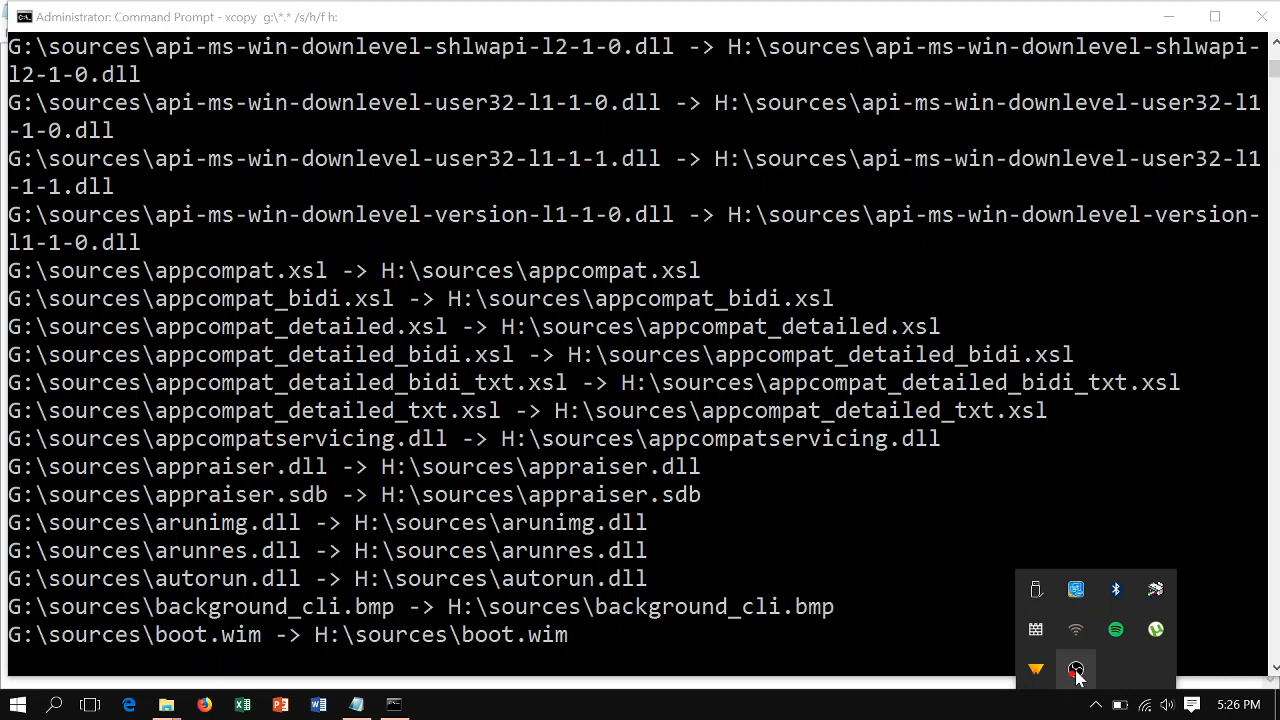 Administrator: Command Prompt - xcopy  g:\*.* /s/h/f h:
G:\sources\api-ms-win-downlevel-shlwapi-l2-1-0.dll -> H:\sources\api-ms-win-downlevel-shlwapi-
l2-1-0.dll
G:\sources\api-ms-win-downlevel-user32-l1-1-0.dll -> H:\sources\api-ms-win-downlevel-user32-l1
-1-0.dll
G:\sources\api-ms-win-downlevel-user32-l1-1-1.dll -> H:\sources\api-ms-win-downlevel-user32-l1
-1-1.dll
G:\sources\api-ms-win-downlevel-version-l1-1-0.dll -> H:\sources\api-ms-win-downlevel-version-
l1-1-0.dll
G:\sources\appcompat.xsl -> H:\sources\appcompat.xsl
G:\sources\appcompat_bidi.xsl -> H:\sources\appcompat_bidi.xsl
G:\sources\appcompat_detailed.xsl -> H:\sources\appcompat_detailed.xsl
G:\sources\appcompat_detailed_bidi.xsl -> H:\sources\appcompat_detailed_bidi.xsl
G:\sources\appcompat_detailed_bidi_txt.xsl -> H:\sources\appcompat_detailed_bidi_txt.xsl
G:\sources\appcompat_detailed_txt.xsl -> H:\sources\appcompat_detailed_txt.xsl
G:\sources\appcompatservicing.dll -> H:\sources\appcompatservicing.dll
G:\sources\appraiser.dll -> H:\sources\appraiser.dll
G:\sources\appraiser.sdb -> H:\sources\appraiser.sdb
G:\sources\arunimg.dll -> H:\sources\arunimg.dll
G:\sources\arunres.dll -> H:\sources\arunres.dll
G:\sources\autorun.dll -> H:\sources\autorun.dll
G:\sources\background_cli.bmp -> H:\sources\background_cli.bmp
G:\sources\boot.wim -> H:\sources\boot.wim
5:26 PM